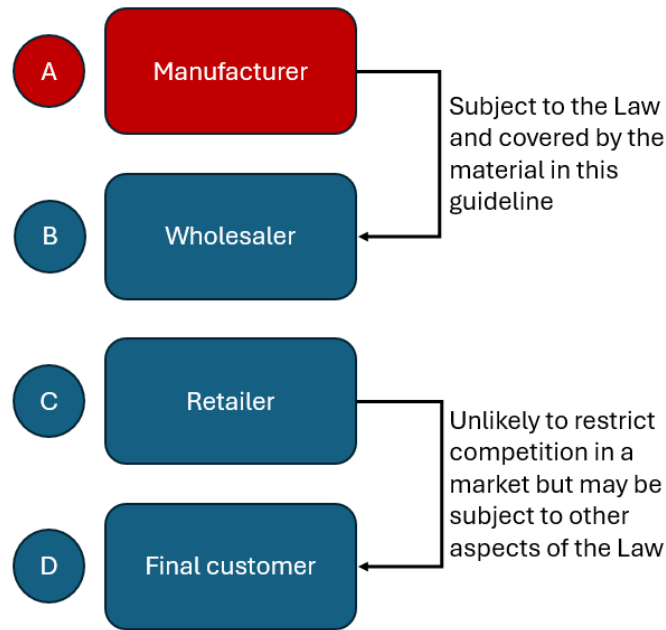 A
Manufacturer
Subject to the Law
and covered by the
material in this
guideline
B
Wholesaler
C
Retailer
Unlikely to restrict
competition in a
market but may be
subject to other
aspects of the Law
D
Final customer